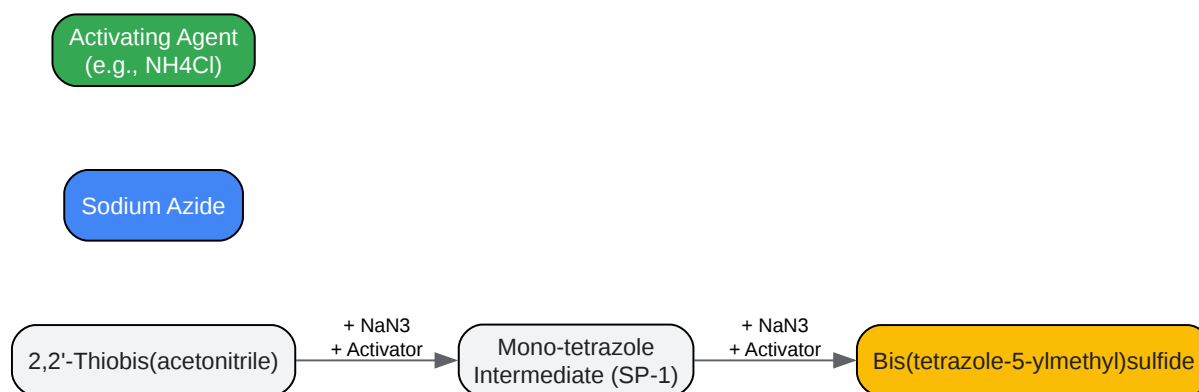 Activating Agent
(e.g., NH4Cl)
Sodium Azide
2,2'-Thiobis(acetonitrile)
+ NaN3
+ Activator
Mono-tetrazole
Intermediate (SP-1)
+ NaN3
+ Activator
Bis(tetrazole-5-ylmethyl)sulfide